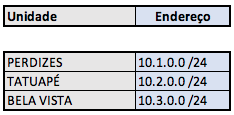 Unidade Endereço
PERDIZES 10.1.0.0 /24
TATUAPÉ 10.2.0.0 /24
BELA VISTA 10.3.0.0 /24